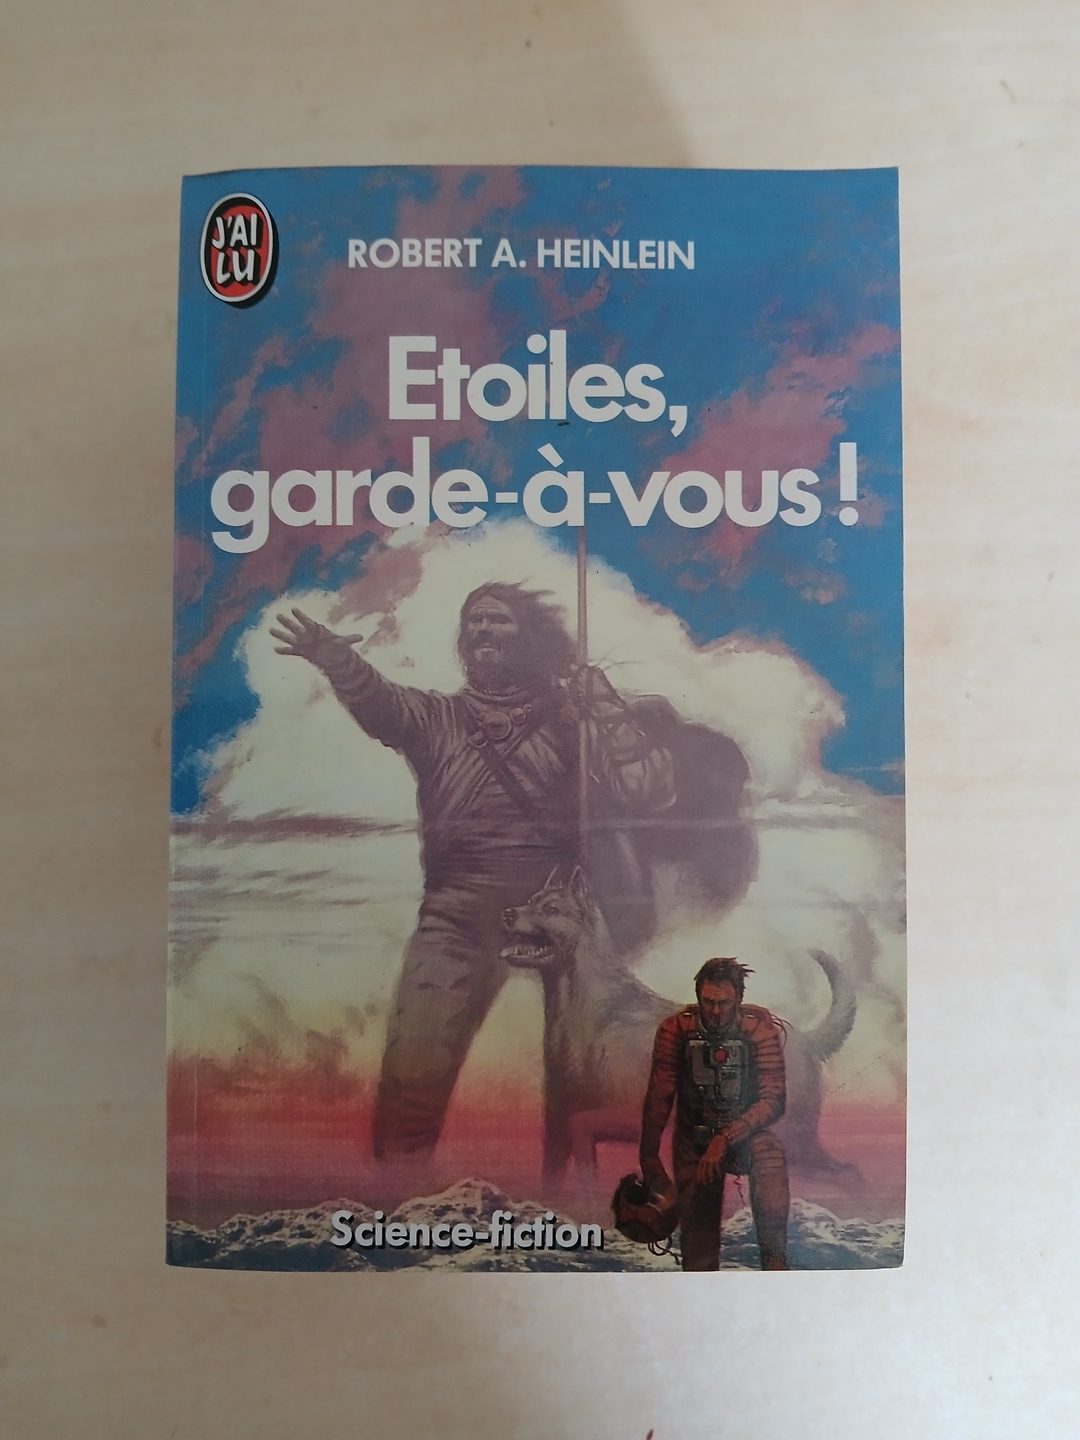 J'AI
LU
ROBERT A. HEINLEIN
Etoiles,
garde-à-vous!
Science-fiction